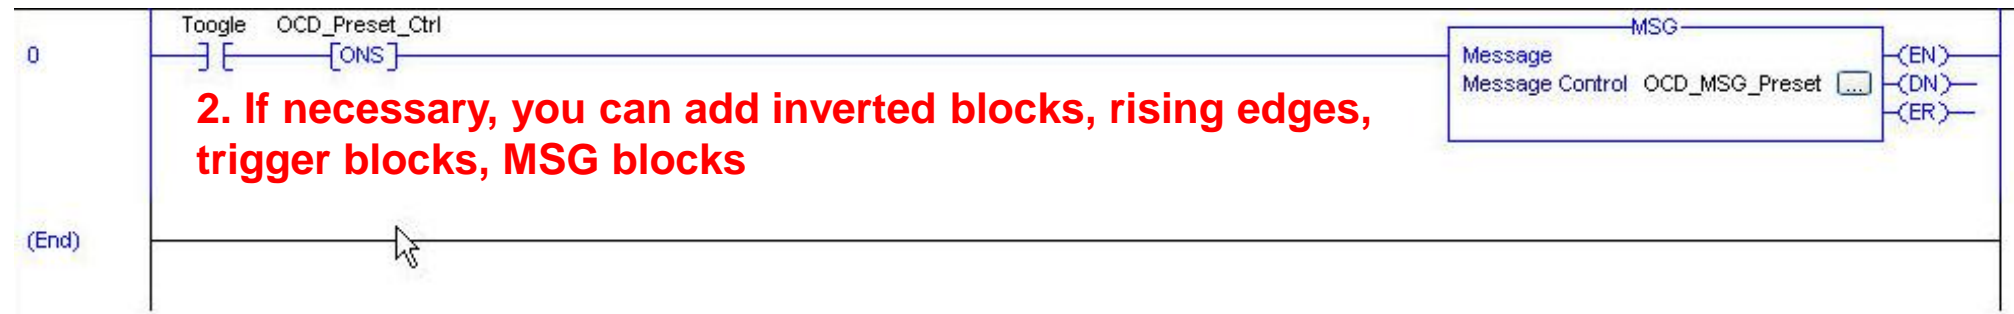 Toogle OCD_Preset_Ctrl
MSG
0
ONS
Message
EN
Message Control OCD_MSG_Preset ...
DN
ER
2. If necessary, you can add inverted blocks, rising edges,
trigger blocks, MSG blocks
(End)